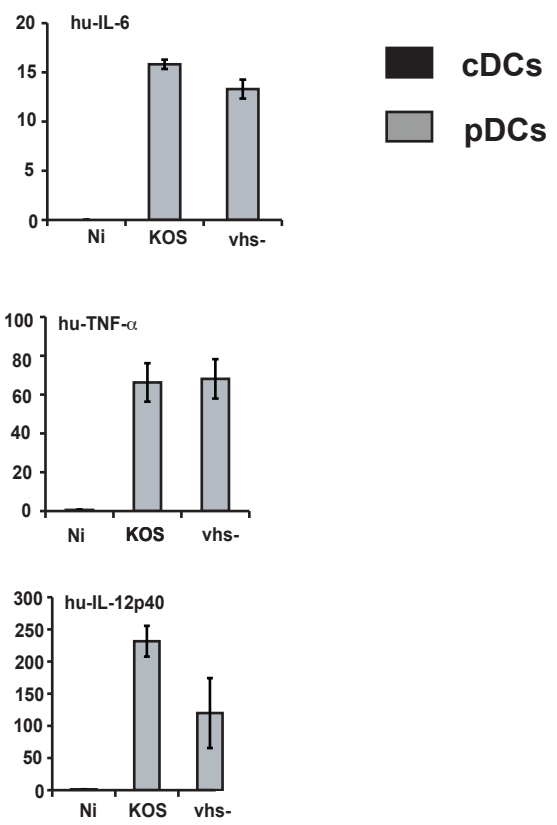 hu-IL-6
20
15
10
5
0
Ni KOS vhs-
cDCs
pDCs
hu-TNF-α
100
80
60
40
20
0
Ni KOS vhs-
hu-IL-12p40
300
250
200
150
100
50
0
Ni KOS vhs-